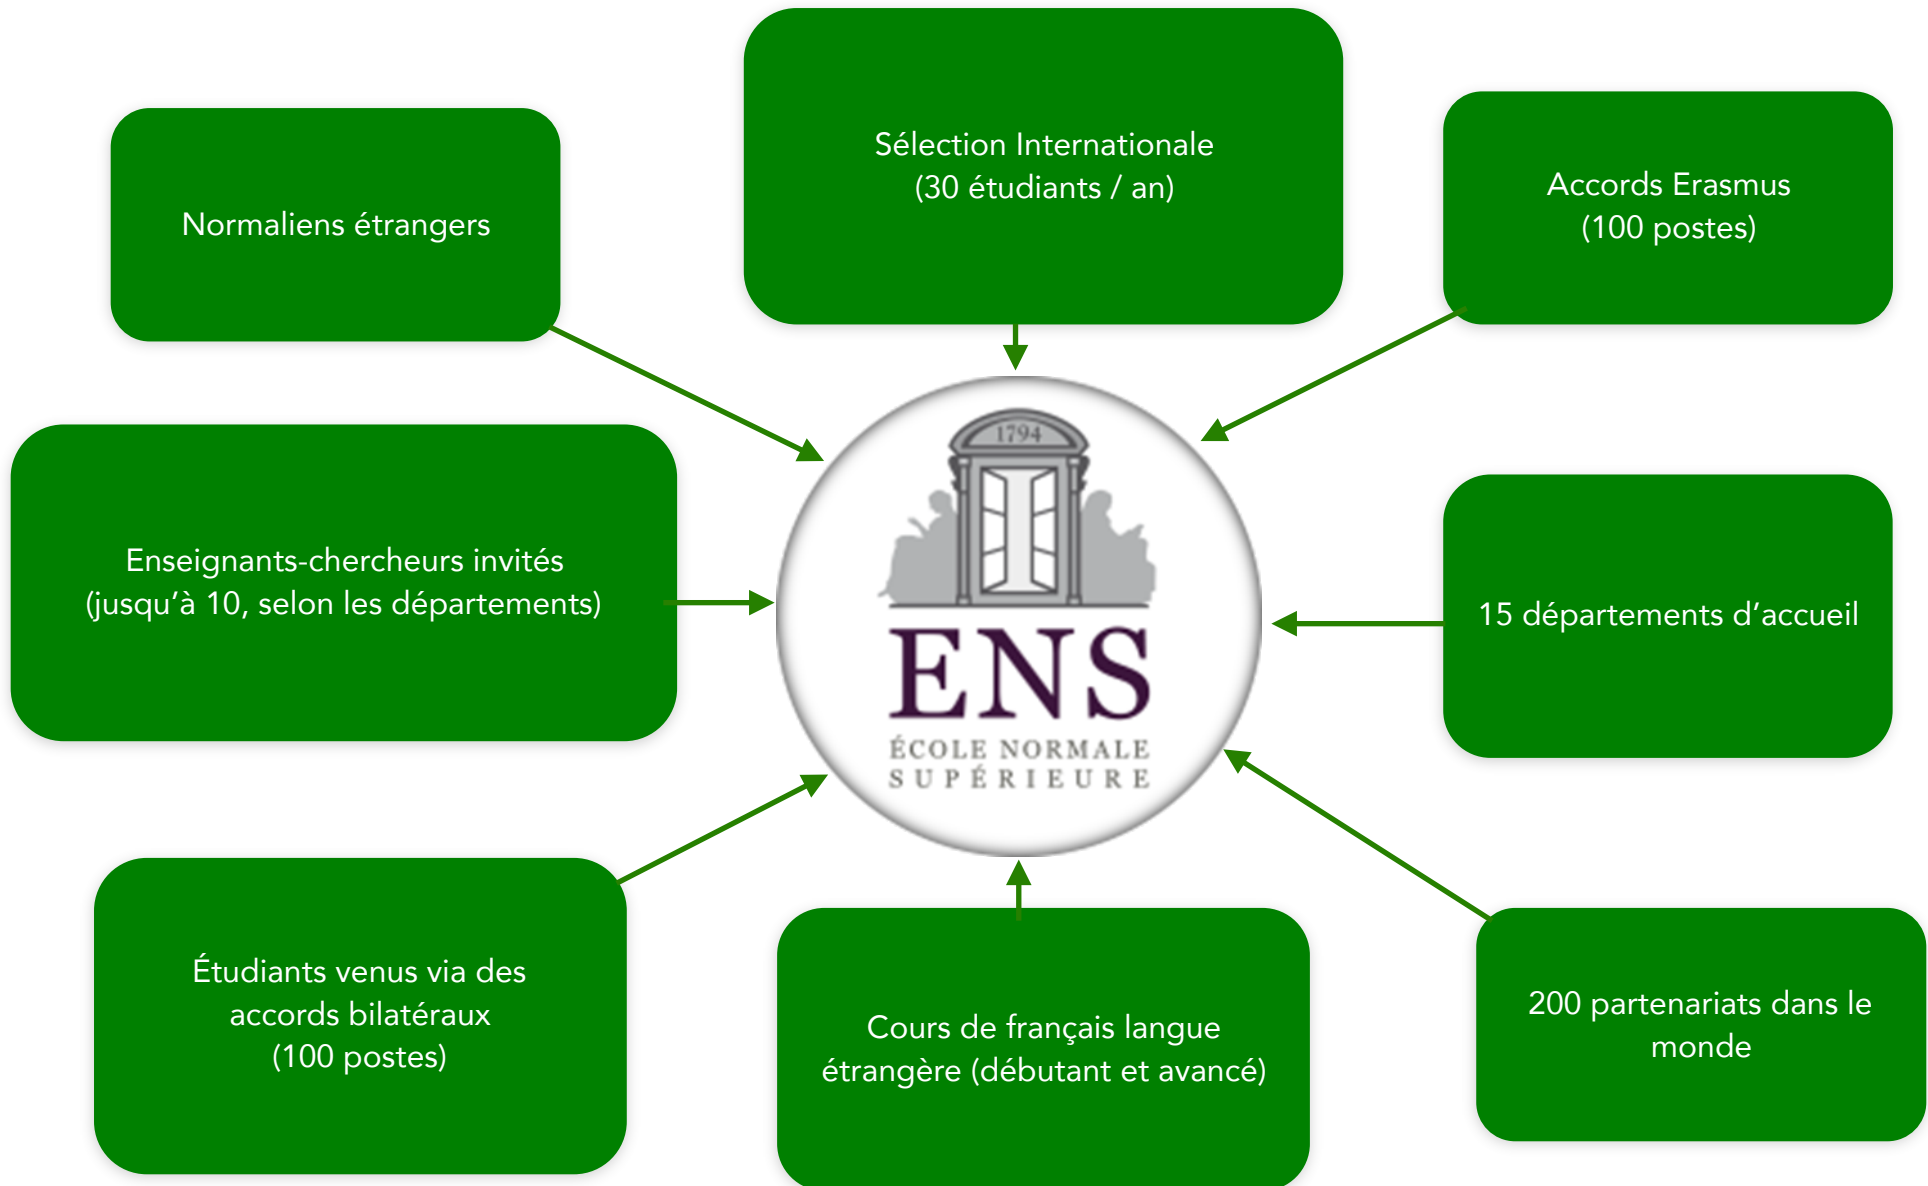 Sélection Internationale
(30 étudiants / an)
Normaliens étrangers
Accords Erasmus
(100 postes)
1794
ENS
ÉCOLE NORMALE
SUPÉRIEURE
Enseignants-chercheurs invités
(jusqu’à 10, selon les départements)
15 départements d’accueil
Étudiants venus via des
accords bilatéraux
(100 postes)
Cours de français langue
étrangère (débutant et avancé)
200 partenariats dans le
monde